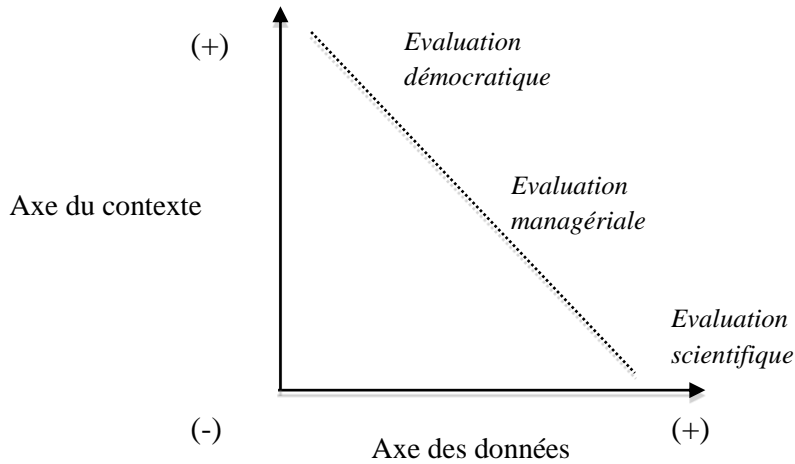 (+)
Evaluation
démocratique
Evaluation
managériale
Axe du contexte
Evaluation
scientifique
(-)
(+)
Axe des données